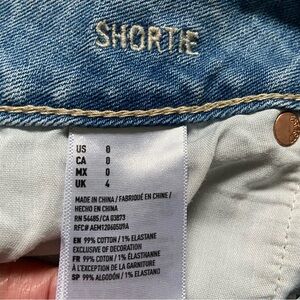 SHORTIE
US 0
CA 0
MX 0
UK 4
MADE IN CHINA / FABRIQUÉ EN CHINE /
HECHO EN CHINA
RN 54485/CA 03873
RFC# AEM120405U9A
EN 99% COTTON / 1% ELASTANE
EXCLUSIVE OF DECORATION
FR 99% COTON / 1% ÉLASTHANNE
À L'EXCEPTION DE LA GARNITURE
SP 99% ALGODÓN / 1% ELASTANO